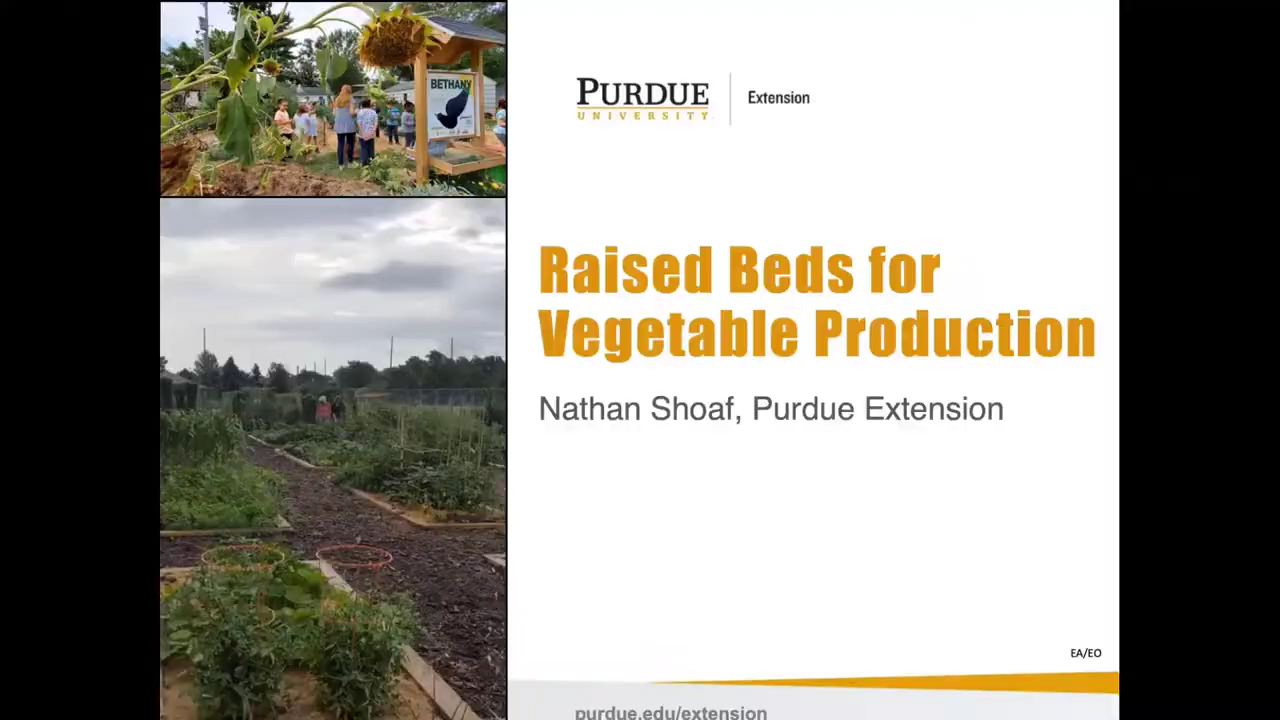 BETHANY
PURDUE
UNIVERSITY
Extension
Raised Beds for
Vegetable Production
Nathan Shoaf, Purdue Extension
EA/EO
purdue.edu/extension